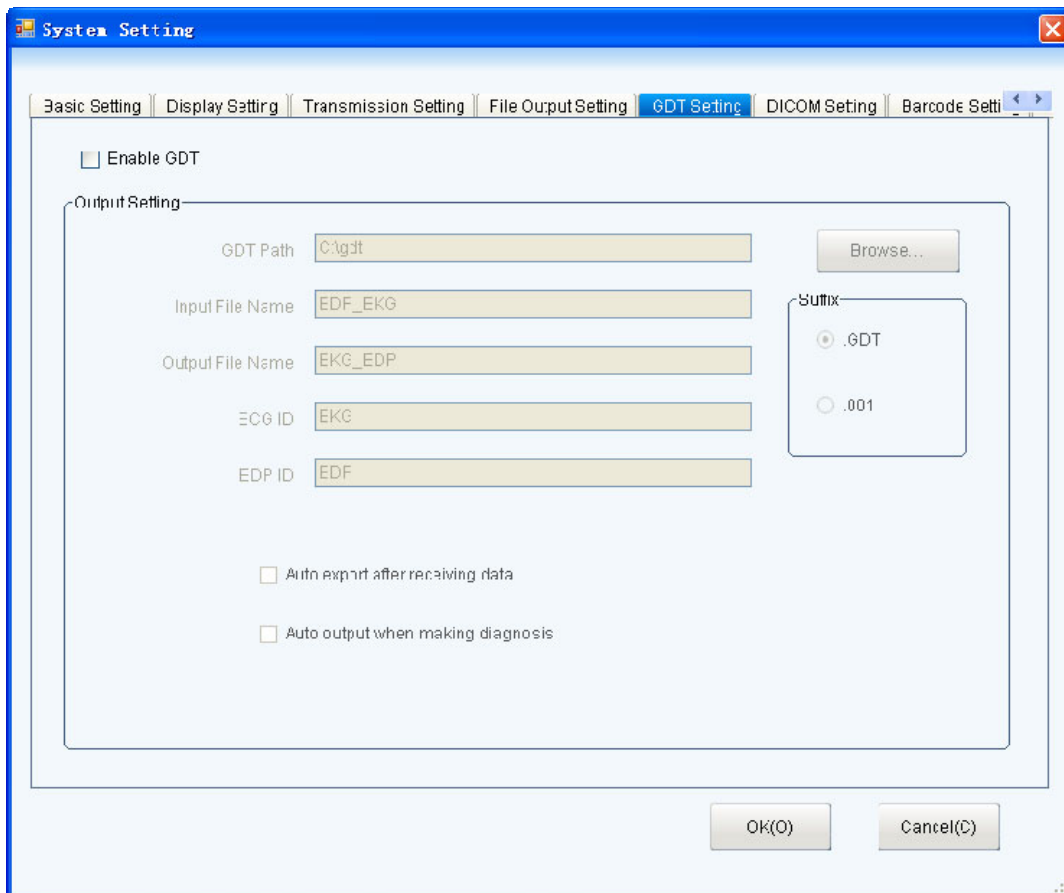 System Setting
Basic Setting Display Setting Transmission Setting File Output Setting GDT Setting DICOM Setting Barcode Setti
Enable GDT
Output Setting
GDT Path C:\gdt Browse...
Input File Name EDF_EKG
Suffix
.GDT
Output File Name EKG_EDP
.001
ECG ID EKG
EDP ID EDF
Auto export after receiving data
Auto output when making diagnosis
OK(O) Cancel(C)